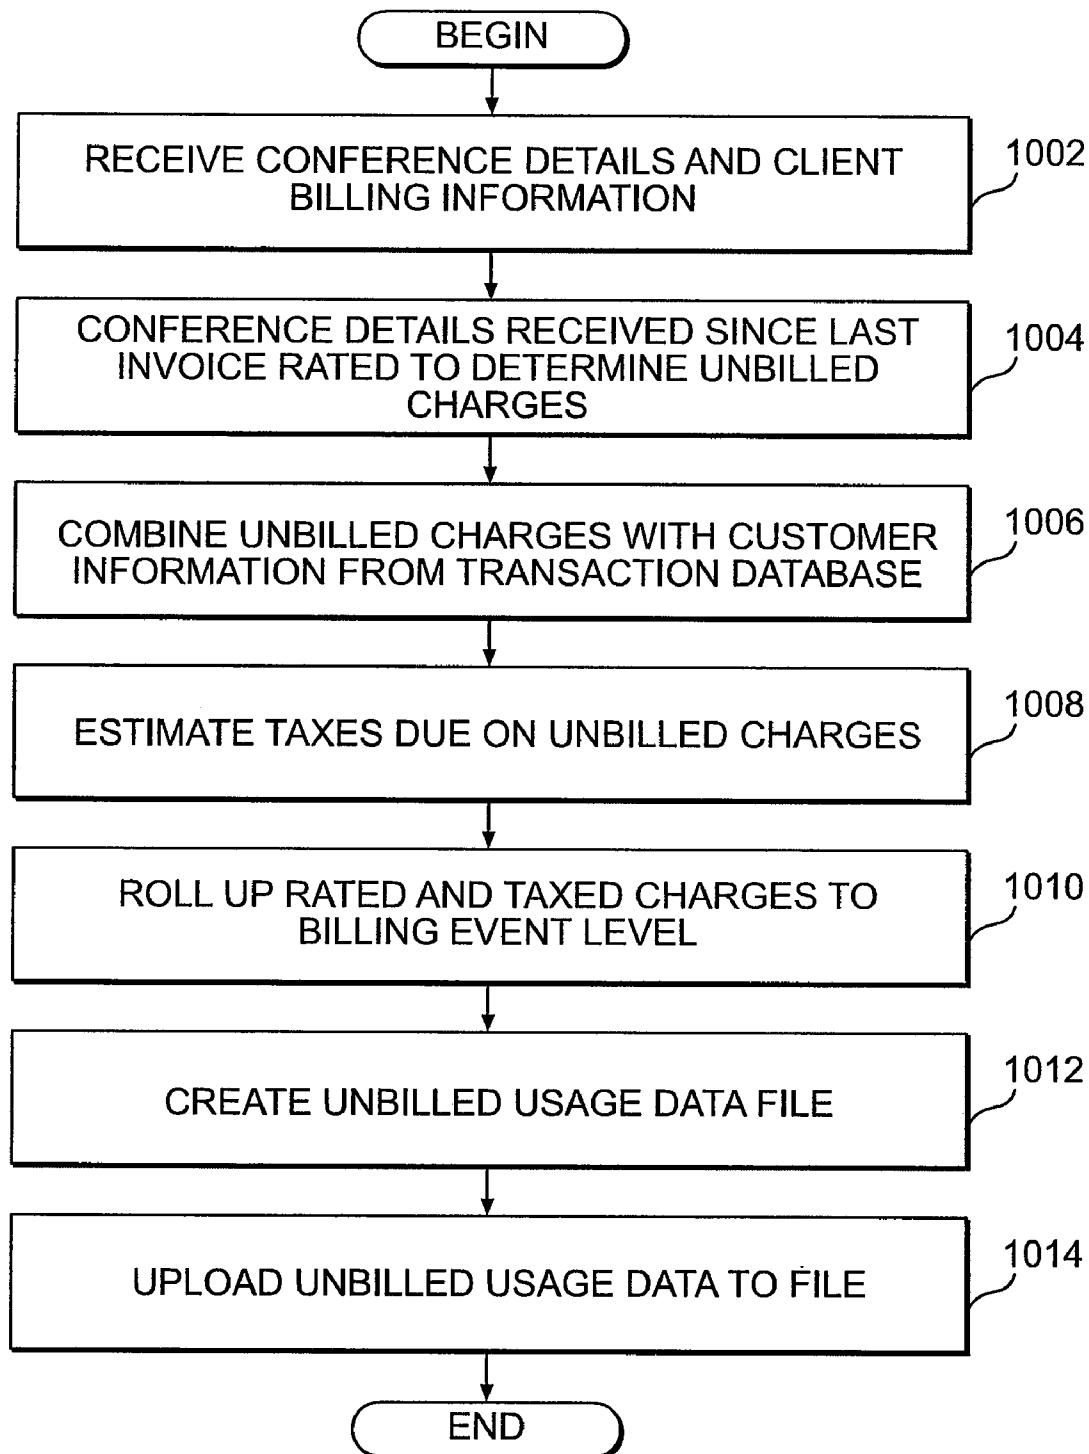 BEGIN
RECEIVE CONFERENCE DETAILS AND CLIENT
BILLING INFORMATION
1002
CONFERENCE DETAILS RECEIVED SINCE LAST
INVOICE RATED TO DETERMINE UNBILLED
CHARGES
1004
COMBINE UNBILLED CHARGES WITH CUSTOMER
INFORMATION FROM TRANSACTION DATABASE
1006
ESTIMATE TAXES DUE ON UNBILLED CHARGES
1008
ROLL UP RATED AND TAXED CHARGES TO
BILLING EVENT LEVEL
1010
CREATE UNBILLED USAGE DATA FILE
1012
UPLOAD UNBILLED USAGE DATA TO FILE
1014
END